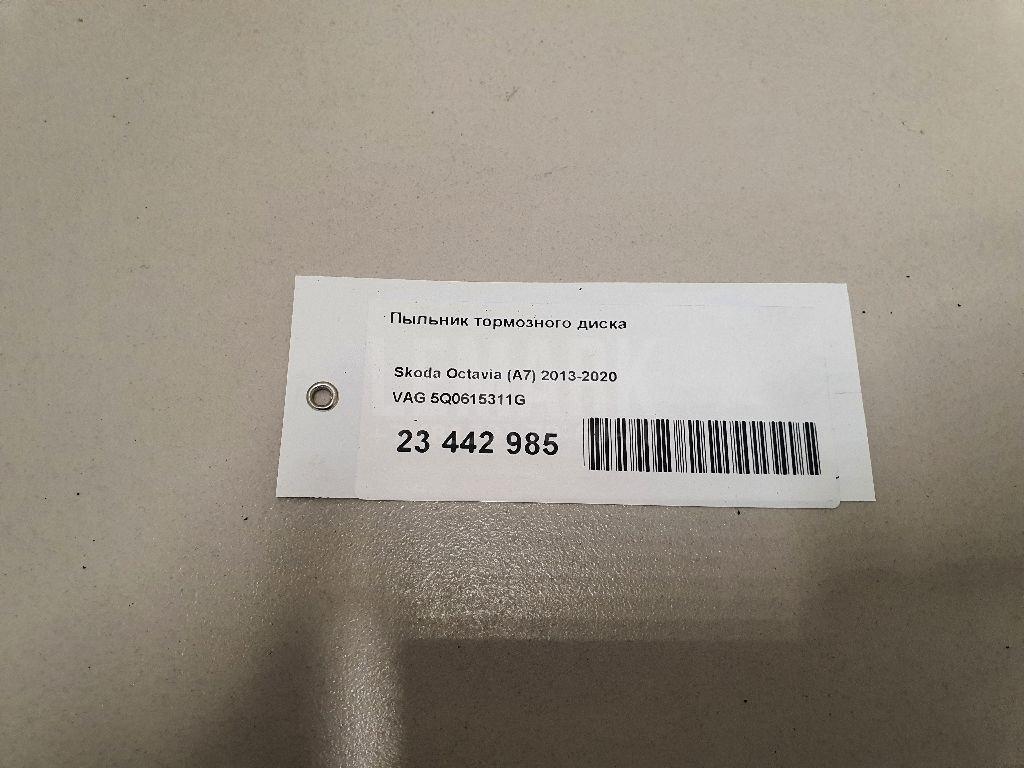 Пыльник тормозного диска
Skoda Octavia (A7) 2013-2020
VAG 5Q0615311G
23 442 985